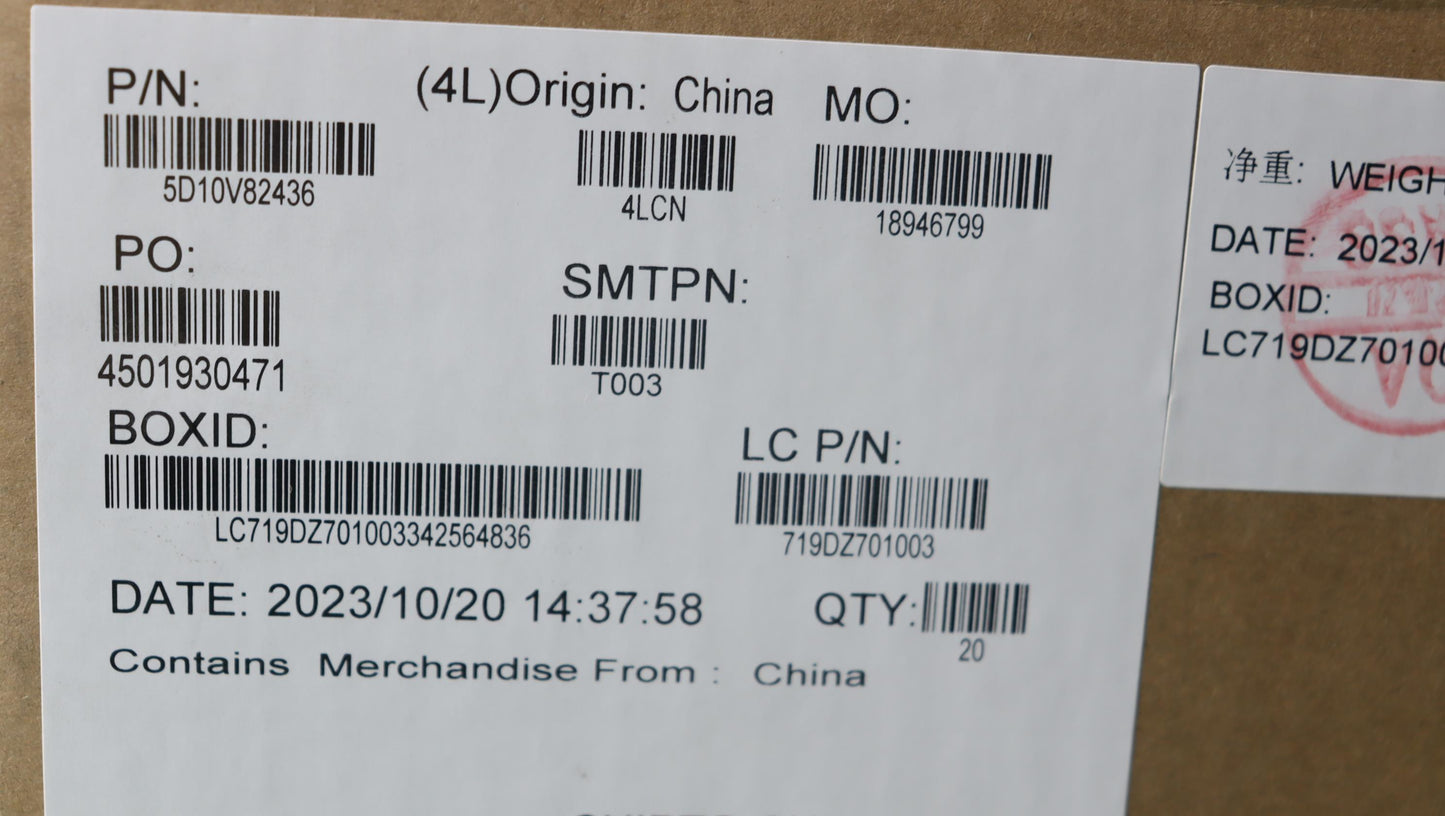 P/N: (4L)Origin: China MO:
5D10V82436 4LCN 18946799
PO: SMTPN:
4501930471 T003
BOXID: LC P/N:
LC719DZ701003342564836 719DZ701003
DATE: 2023/10/20 14:37:58 QTY:
20
Contains Merchandise From : China
净重: WEIGH
DATE: 2023/1
BOXID:
LC719DZ70100